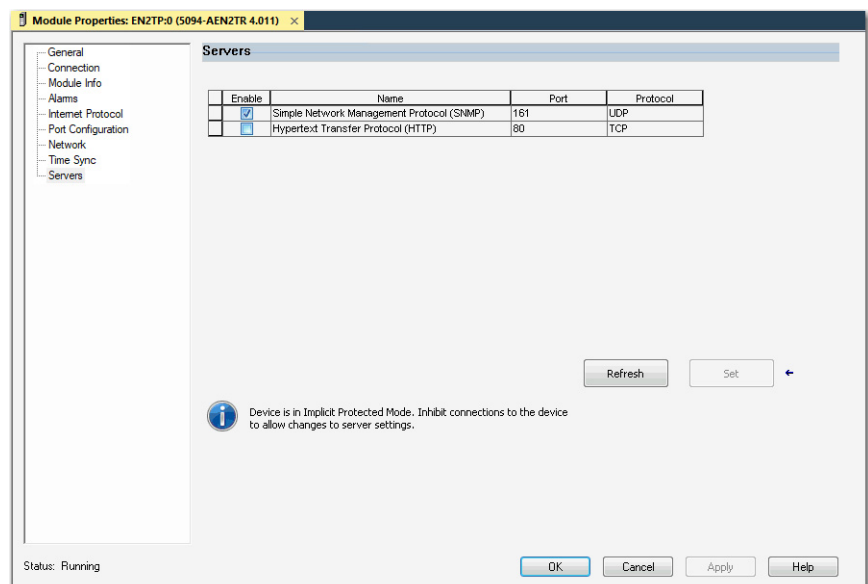 Module Properties: EN2TP:0 (5094-AEN2TR 4.011) ×
General
Connection
Module Info
Alarms
Internet Protocol
Port Configuration
Network
Time Sync
Servers
Servers
Enable Name Port Protocol
Simple Network Management Protocol (SNMP) 161 UDP
Hypertext Transfer Protocol (HTTP) 80 TCP
Refresh Set
Device is in Implicit Protected Mode. Inhibit connections to the device
to allow changes to server settings.
Status: Running
OK Cancel Apply Help